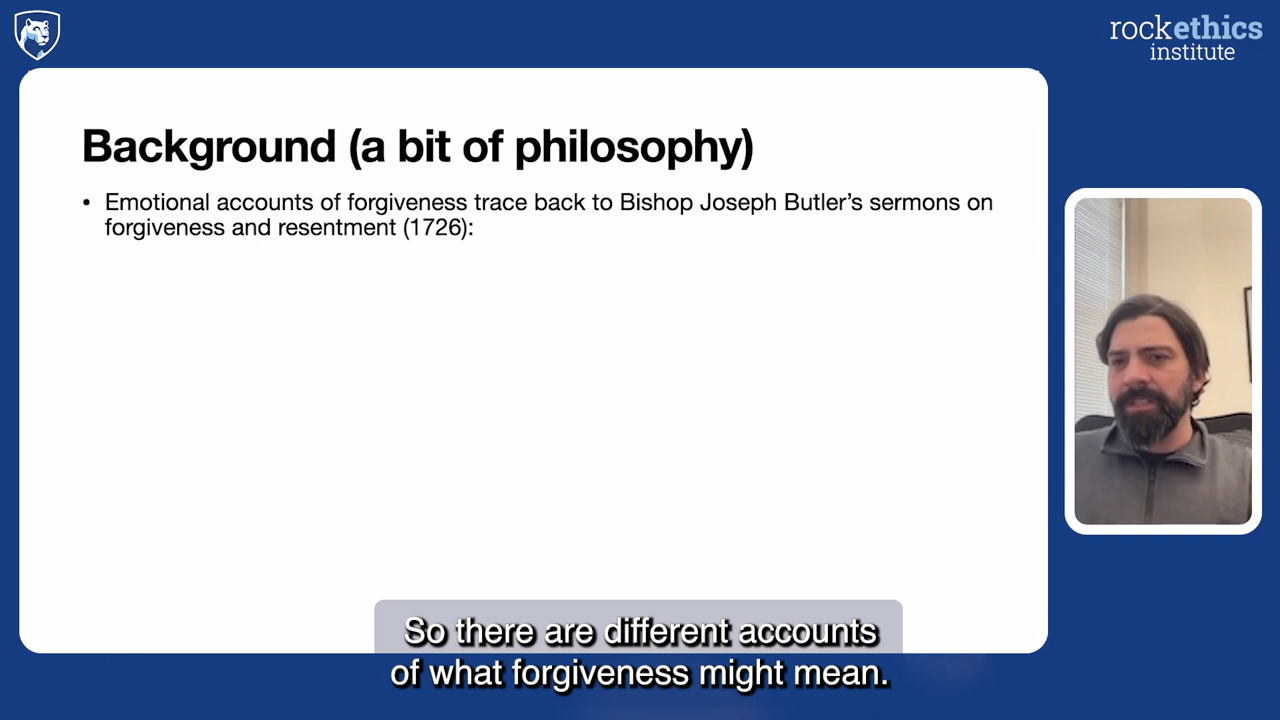 rockethics
institute
Background (a bit of philosophy)
• Emotional accounts of forgiveness trace back to Bishop Joseph Butler’s sermons on
forgiveness and resentment (1726):
So there are different accounts
of what forgiveness might mean.